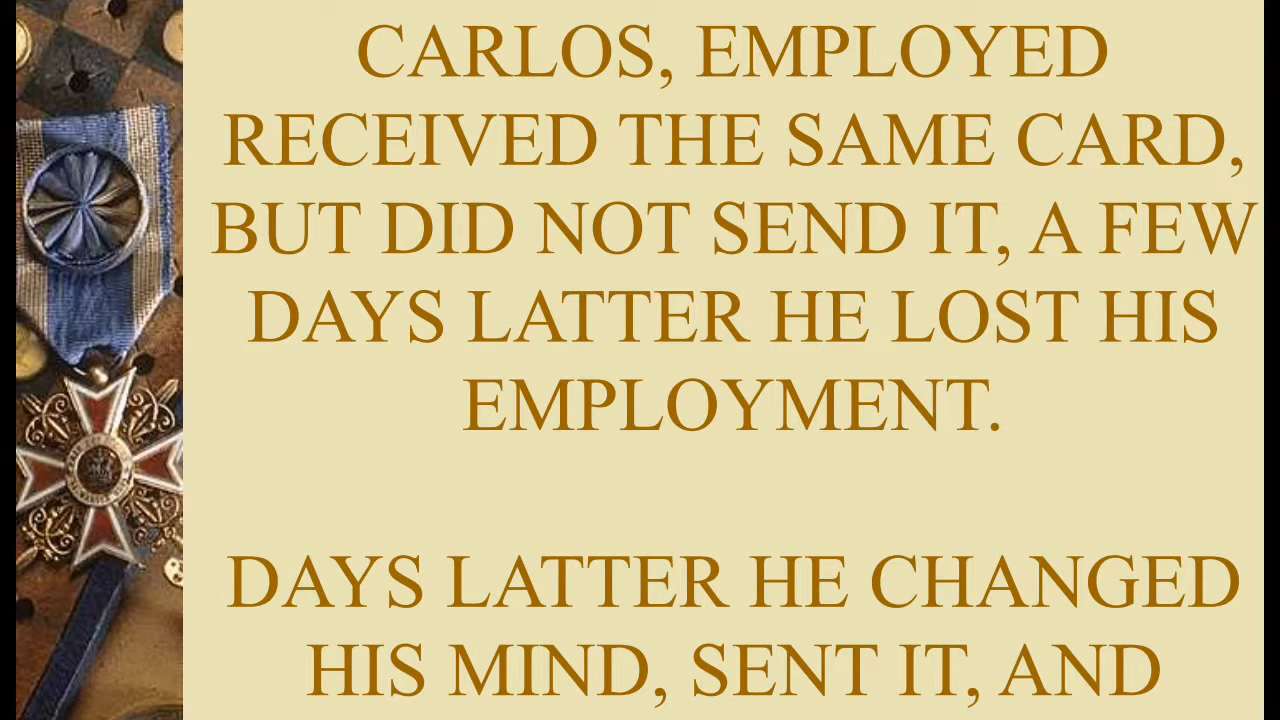 CARLOS, EMPLOYED
RECEIVED THE SAME CARD,
BUT DID NOT SEND IT, A FEW
DAYS LATTER HE LOST HIS
EMPLOYMENT.
DAYS LATTER HE CHANGED
HIS MIND, SENT IT, AND